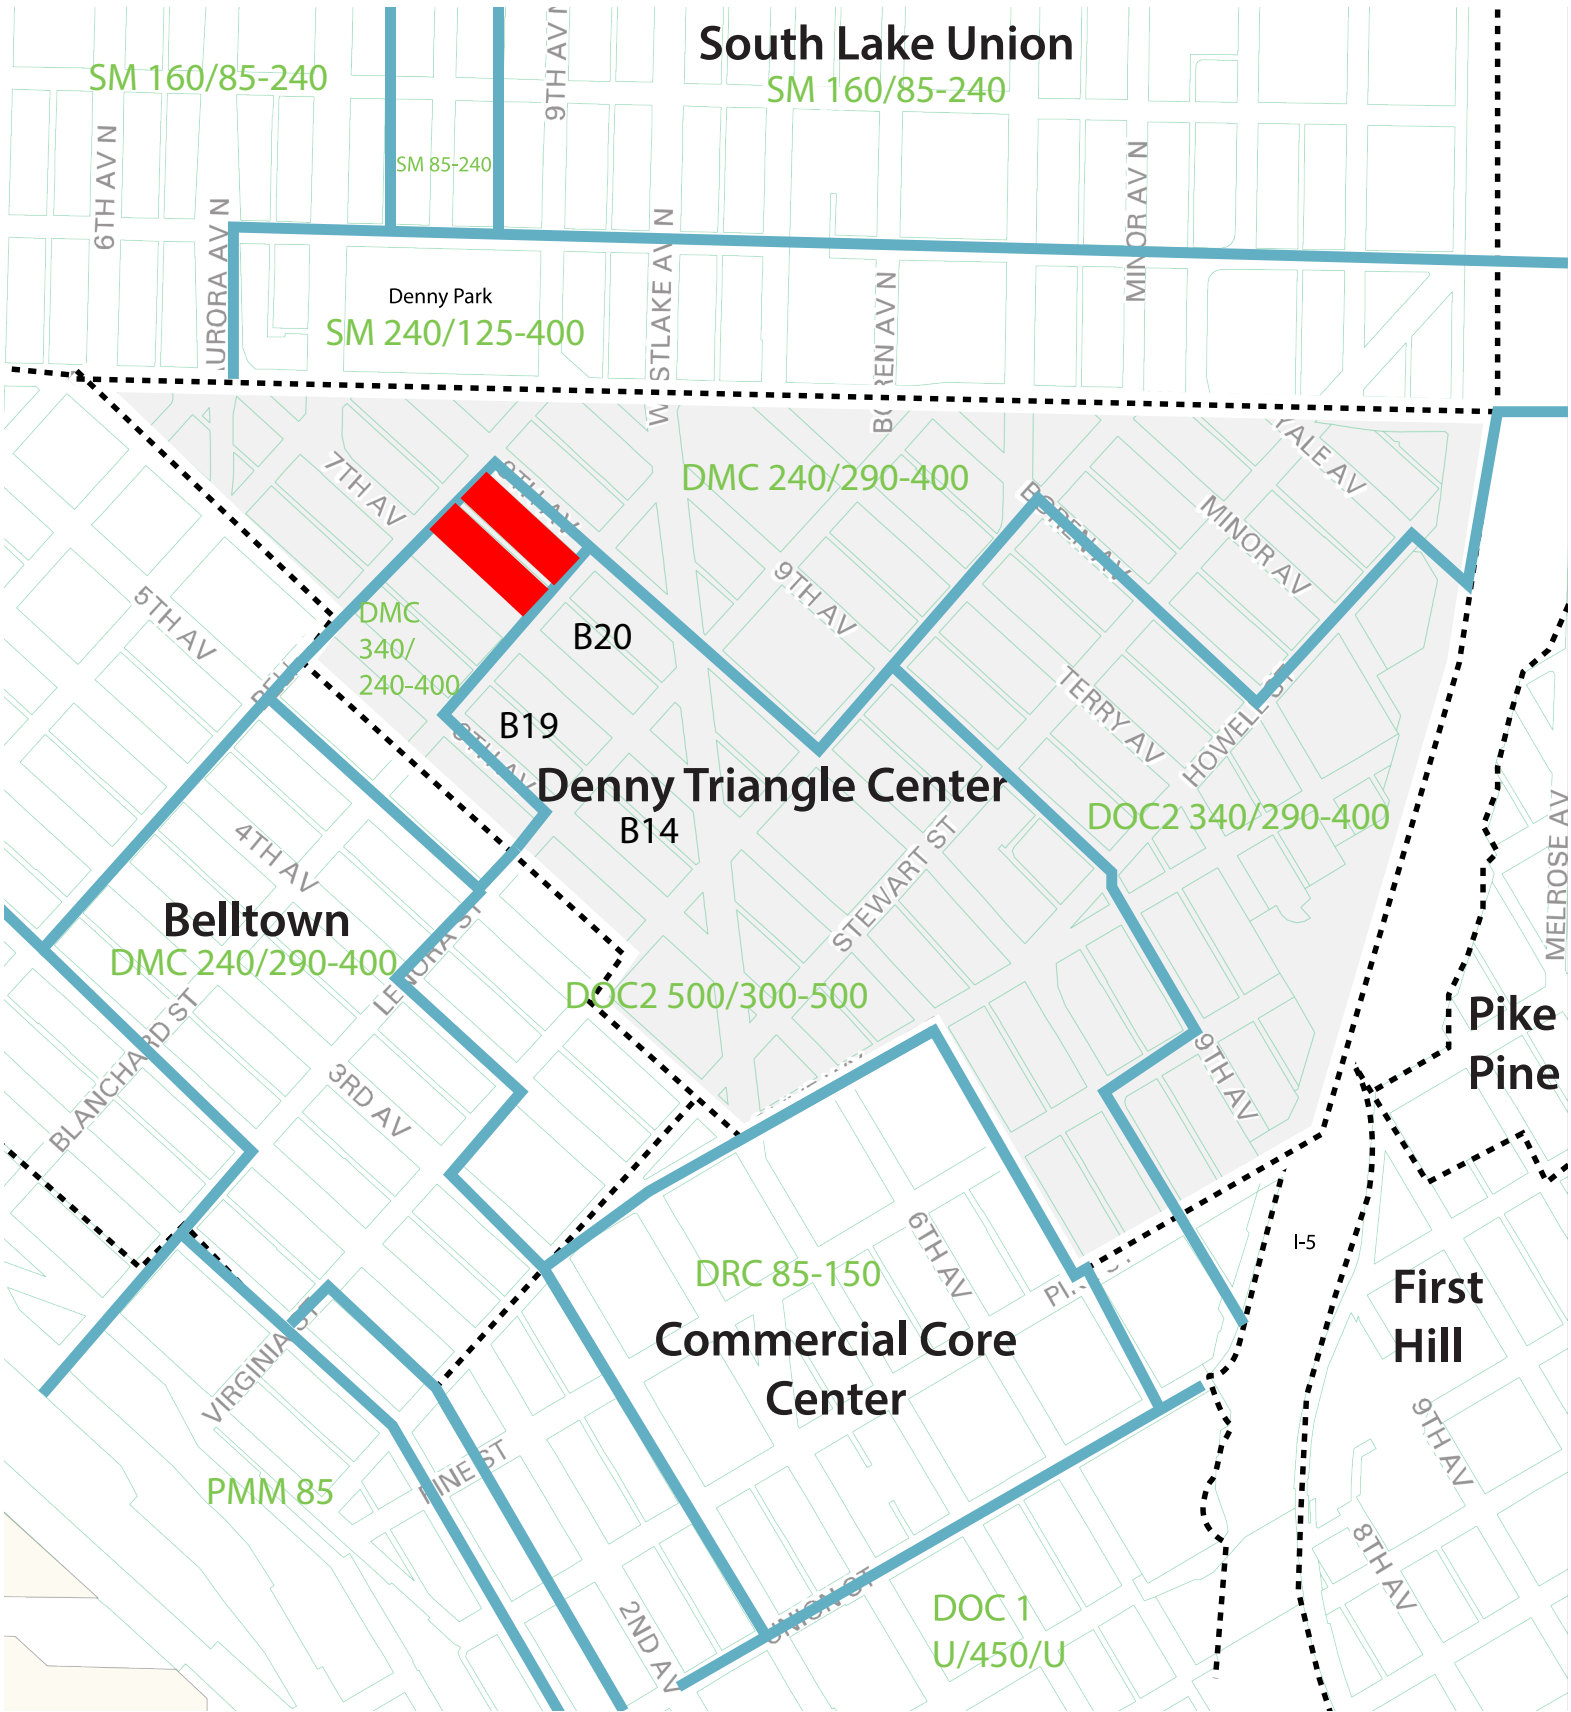 South Lake Union
SM 160/85-240
SM 160/85-240
9TH AV N
6TH AV N
SM 85-240
MINOR AV N
AURORA AV N
WESTLAKE AV N
BOREN AV N
Denny Park
SM 240/125-400
7TH AV
DMC 240/290-400
YALE AV
BOREN AV
MINOR AV
9TH AV
5TH AV
DMC
340/
240-400
B20
B19
TERRY AV
HOWELL ST
Denny Triangle Center
B14
DOC2 340/290-400
STEWART ST
MELROSE AV
4TH AV
Belltown
DMC 240/290-400
LENORA ST
DOC2 500/300-500
BLANCHARD ST
3RD AV
9TH AV
Pike
Pine
6TH AV
I-5
DRC 85-150
First
Hill
Commercial Core
Center
VIRGINIA ST
PINE ST
PMM 85
9TH AV
8TH AV
2ND AV
UNION ST
DOC 1
U/450/U